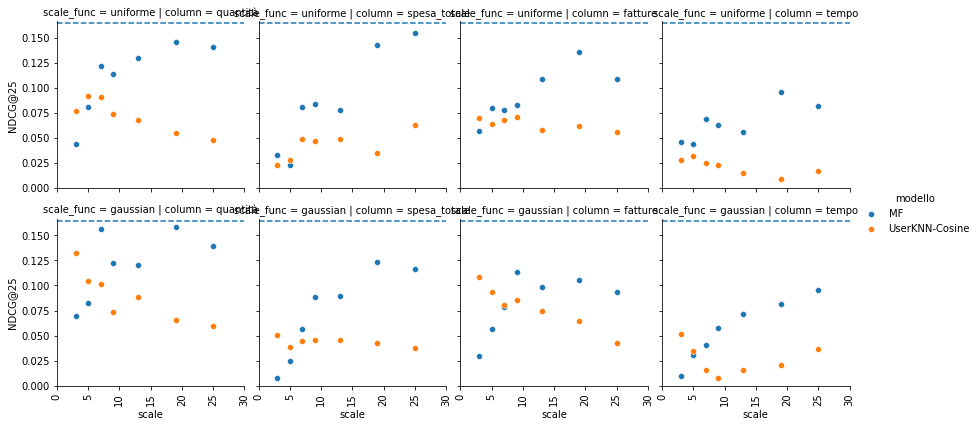 scale_func = uniforme | column = quantità
scale_func = uniforme | column = spesa_totale
scale_func = uniforme | column = fatture
scale_func = uniforme | column = tempo
0.150
0.125
0.100
0.075
0.050
0.025
0.000
NDCG@25
scale_func = gaussian | column = quantità
scale_func = gaussian | column = spesa_totale
scale_func = gaussian | column = fatture
scale_func = gaussian | column = tempo
0.150
0.125
0.100
0.075
0.050
0.025
0.000
NDCG@25
0 5 10 15 20 25 30
scale
0 5 10 15 20 25 30
scale
0 5 10 15 20 25 30
scale
0 5 10 15 20 25 30
scale
modello
MF
UserKNN-Cosine